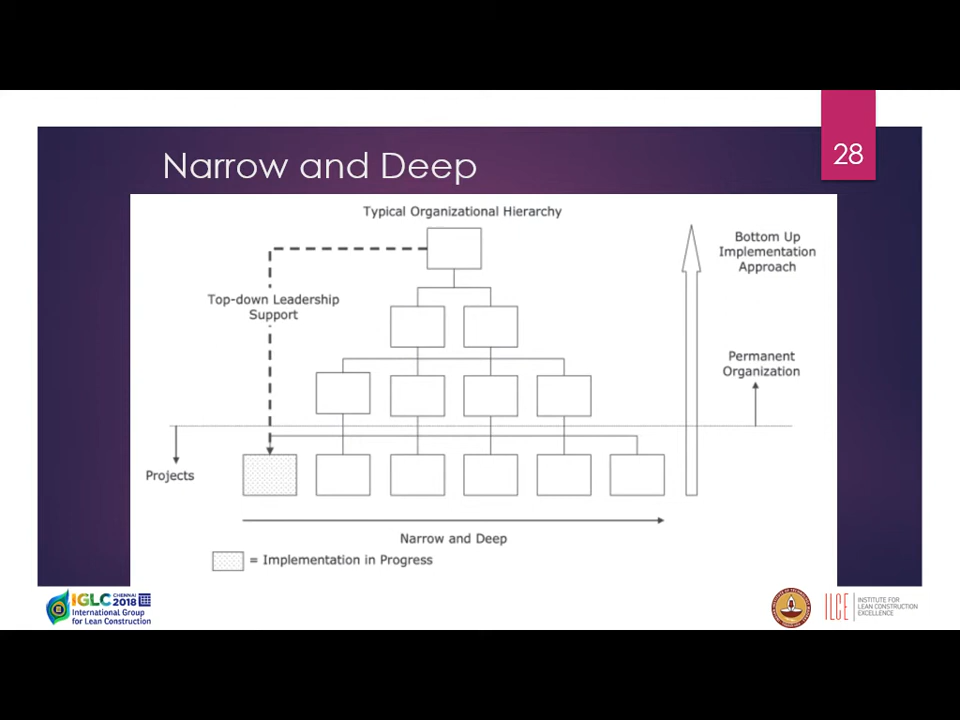 28
Narrow and Deep
Typical Organizational Hierarchy
Bottom Up
Implementation
Approach
Top-down Leadership
Support
Permanent
Organization
Projects
Narrow and Deep
= Implementation in Progress
IGLC CHENNAI 2018
International Group
for Lean Construction
ILCE
INSTITUTE FOR
LEAN CONSTRUCTION
EXCELLENCE